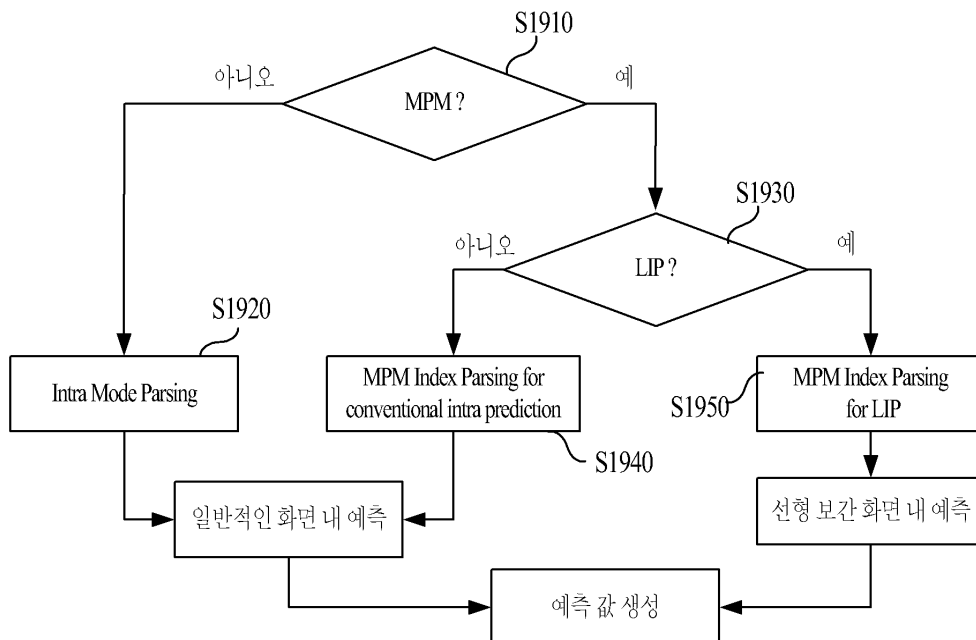 S1910
아니오
MPM ?
예
S1930
아니오
LIP ?
예
S1920
Intra Mode Parsing
MPM Index Parsing for
conventional intra prediction
S1940
MPM Index Parsing
for LIP
S1950
일반적인 화면 내 예측
선형 보간 화면 내 예측
예측 값 생성